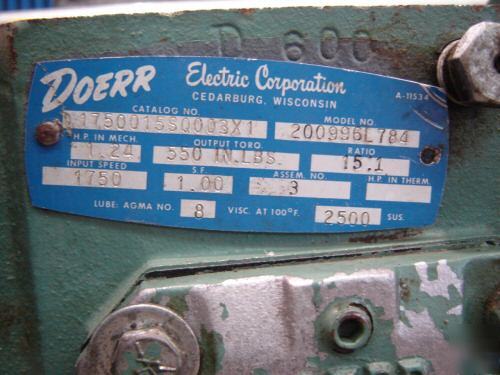 D 600
DOERR Electric Corporation
CEDARBURG, WISCONSIN A-11534
CATALOG NO. MODEL NO.
D1750015SQ003X1 200996L784
H.P. IN MECH. OUTPUT TORQ. RATIO
1.24 550 IN.LBS. 15.1
INPUT SPEED S.F. ASSEM. NO. H.P. IN THERM.
1750 1.00 3
LUBE: AGMA NO. 8 VISC. AT 100°F. 2500 SUS.